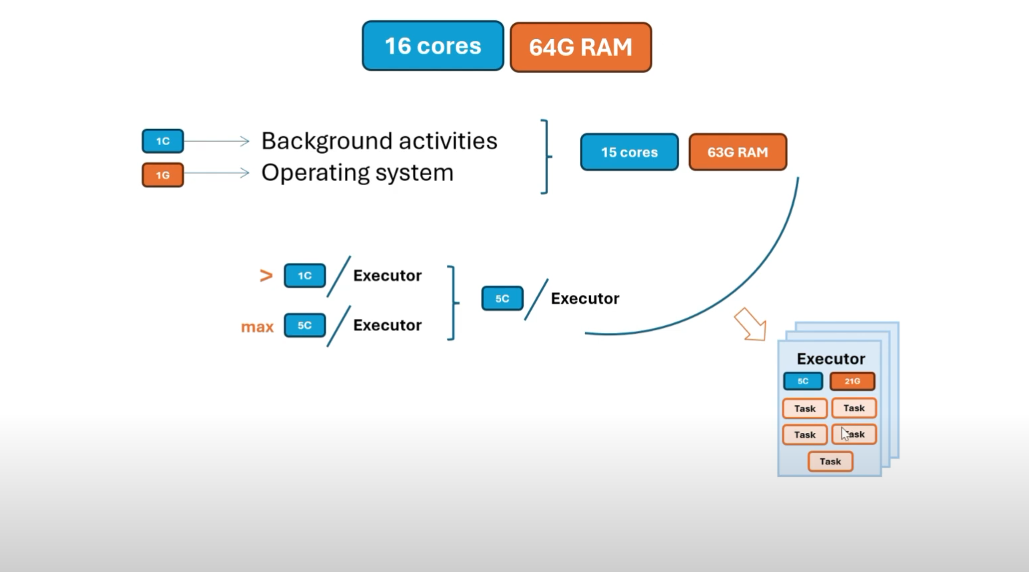 16 cores 64G RAM
1C Background activities
1G Operating system
15 cores 63G RAM
> 1C Executor
max 5C Executor
5C Executor
Executor
5C 21G
Task Task
Task Task
Task